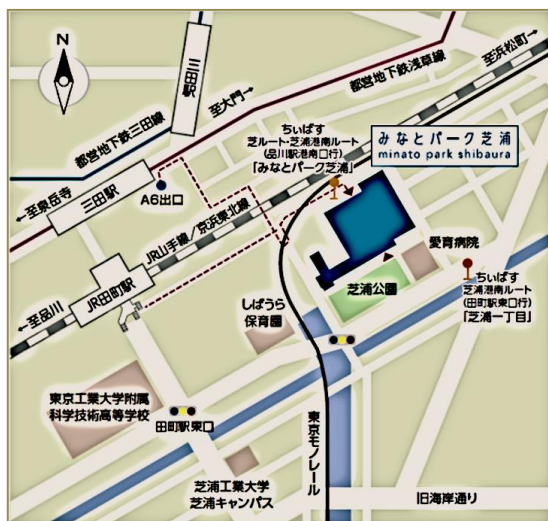 N
三田駅
都営地下鉄三田線
至大門→
都営地下鉄浅草線
至浜松町→
ちぃばす
芝ルート・芝浦港南ルート
(品川駅港南口行)
「みなとパーク芝浦」
みなとパーク芝浦
minato park shibaura
←至泉岳寺
三田駅
A6出口
JR山手線/京浜東北線
愛育病院
ちぃばす
芝浦港南ルート
(田町駅東口行)
「芝浦一丁目」
芝浦公園
←至品川
JR田町駅
しばうら
保育園
東京工業大学附属
科学技術高等学校
田町駅東口
東京モノレール
芝浦工業大学
芝浦キャンパス
旧海岸通り